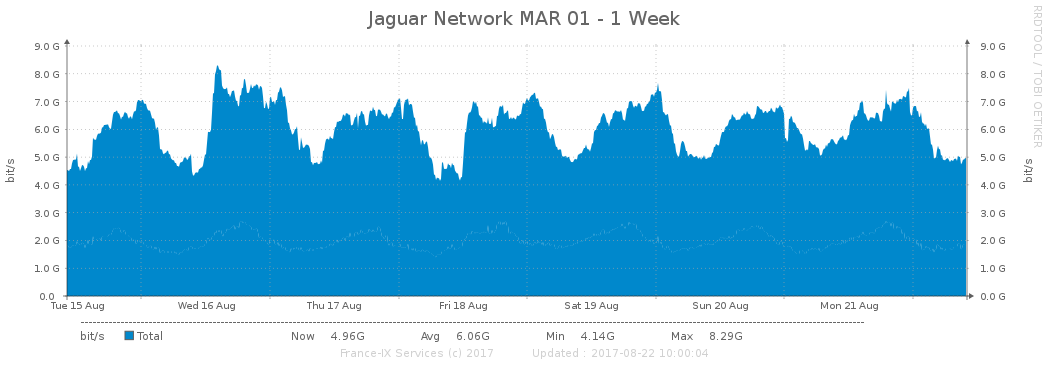 Jaguar Network MAR 01 - 1 Week
RRDTOOL / TOBI OETIKER
bit/s
9.0 G
8.0 G
7.0 G
6.0 G
5.0 G
4.0 G
3.0 G
2.0 G
1.0 G
0.0
9.0 G
8.0 G
7.0 G
6.0 G
5.0 G
4.0 G
3.0 G
2.0 G
1.0 G
0.0 G
bit/s
Tue 15 Aug Wed 16 Aug Thu 17 Aug Fri 18 Aug Sat 19 Aug Sun 20 Aug Mon 21 Aug
bit/s Total Now 4.96G Avg 6.06G Min 4.14G Max 8.29G
France-IX Services (c) 2017 Updated : 2017-08-22 10:00:04